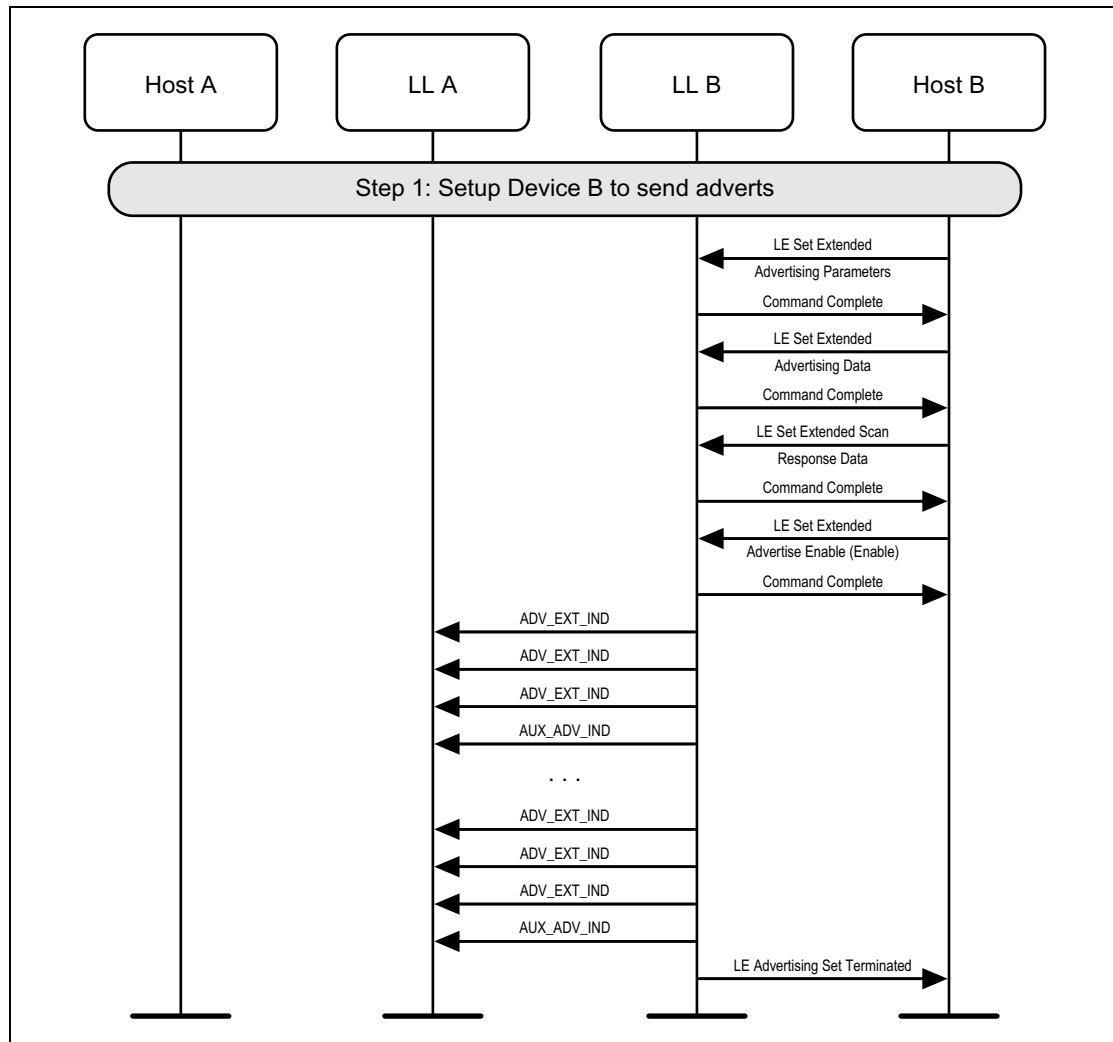 Host A
LL A
LL B
Host B
Step 1: Setup Device B to send adverts
LE Set Extended
Advertising Parameters
Command Complete
LE Set Extended
Advertising Data
Command Complete
LE Set Extended Scan
Response Data
Command Complete
LE Set Extended
Advertise Enable (Enable)
Command Complete
ADV_EXT_IND
ADV_EXT_IND
ADV_EXT_IND
AUX_ADV_IND
. . .
ADV_EXT_IND
ADV_EXT_IND
ADV_EXT_IND
AUX_ADV_IND
LE Advertising Set Terminated